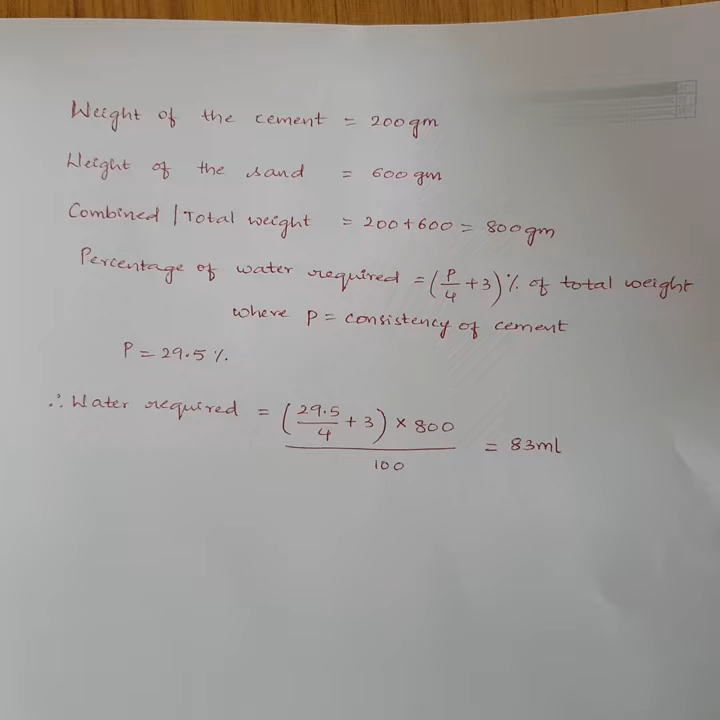 Weight of the cement = 200gm
Weight of the sand = 600gm
Combined / Total weight = 200+600 = 800gm
Percentage of water required = (P/4 + 3) % of total weight
where P = consistency of cement
P = 29.5 %.
∴ Water required = (29.5/4 + 3) × 800 / 100 = 83ml